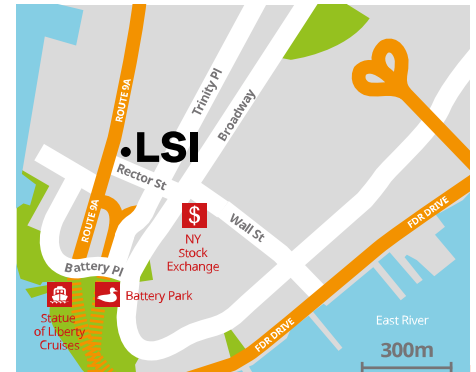 ROUTE 9A
Trinity Pl
Broadway
LSI
Rector St
ROUTE 9A
$
NY
Stock
Exchange
Wall St
FDR DRIVE
Battery Pl
Battery Park
Statue
of Liberty
Cruises
East River
FDR DRIVE
300m